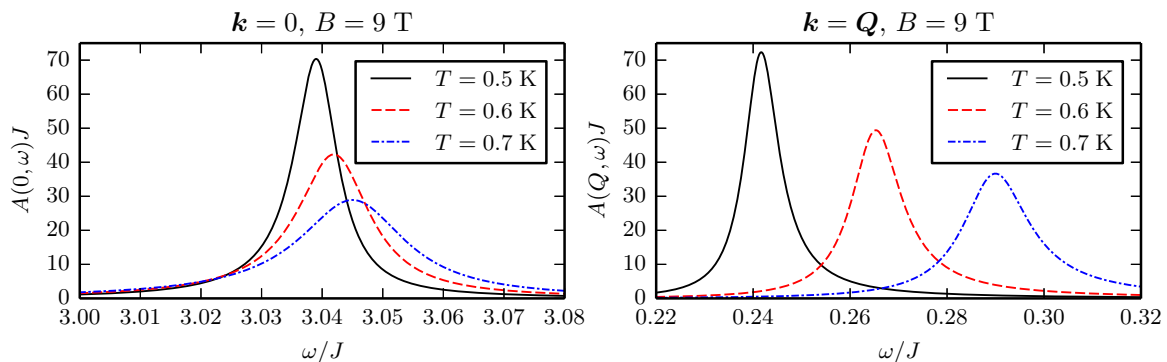 k = 0, B = 9 T
A(0, ω)J
70
60
50
40
30
20
10
0
T = 0.5 K
T = 0.6 K
T = 0.7 K
3.00 3.01 3.02 3.03 3.04 3.05 3.06 3.07 3.08
ω/J
k = Q, B = 9 T
A(Q, ω)J
70
60
50
40
30
20
10
0
T = 0.5 K
T = 0.6 K
T = 0.7 K
0.22 0.24 0.26 0.28 0.30 0.32
ω/J